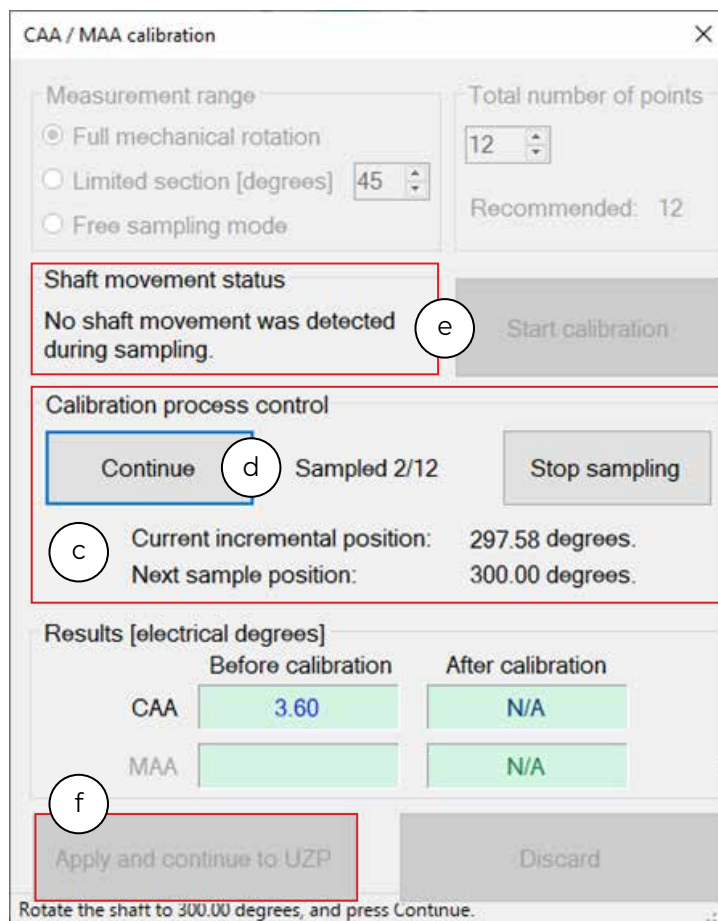 CAA / MAA calibration
Measurement range
Full mechanical rotation
Limited section [degrees] 45
Free sampling mode
Total number of points
12
Recommended: 12
Shaft movement status
No shaft movement was detected
during sampling.
e
Start calibration
Calibration process control
Continue d Sampled 2/12 Stop sampling
c
Current incremental position: 297.58 degrees.
Next sample position: 300.00 degrees.
Results [electrical degrees]
Before calibration After calibration
CAA 3.60 N/A
MAA N/A
f
Apply and continue to UZP Discard
Rotate the shaft to 300.00 degrees, and press Continue.